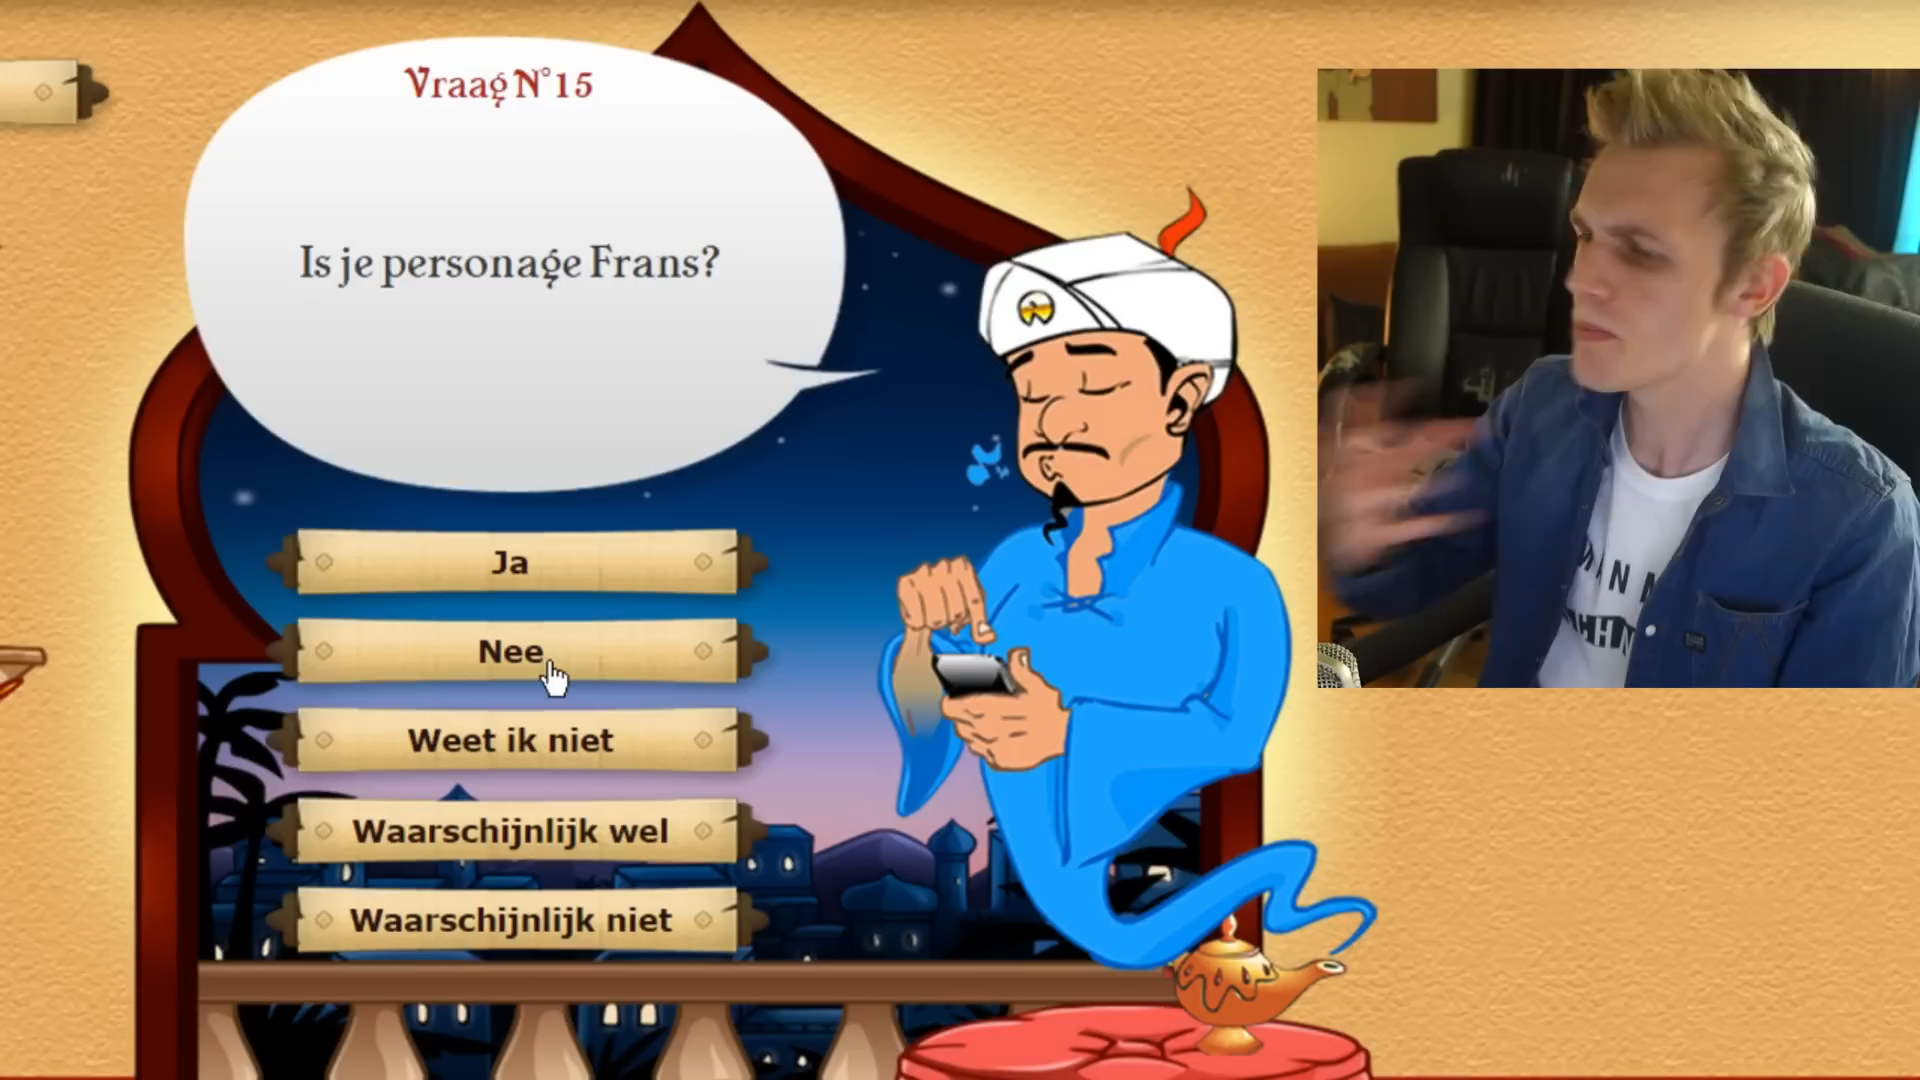 Vraag N°15
Is je personage Frans?
Ja
Nee
Weet ik niet
Waarschijnlijk wel
Waarschijnlijk niet